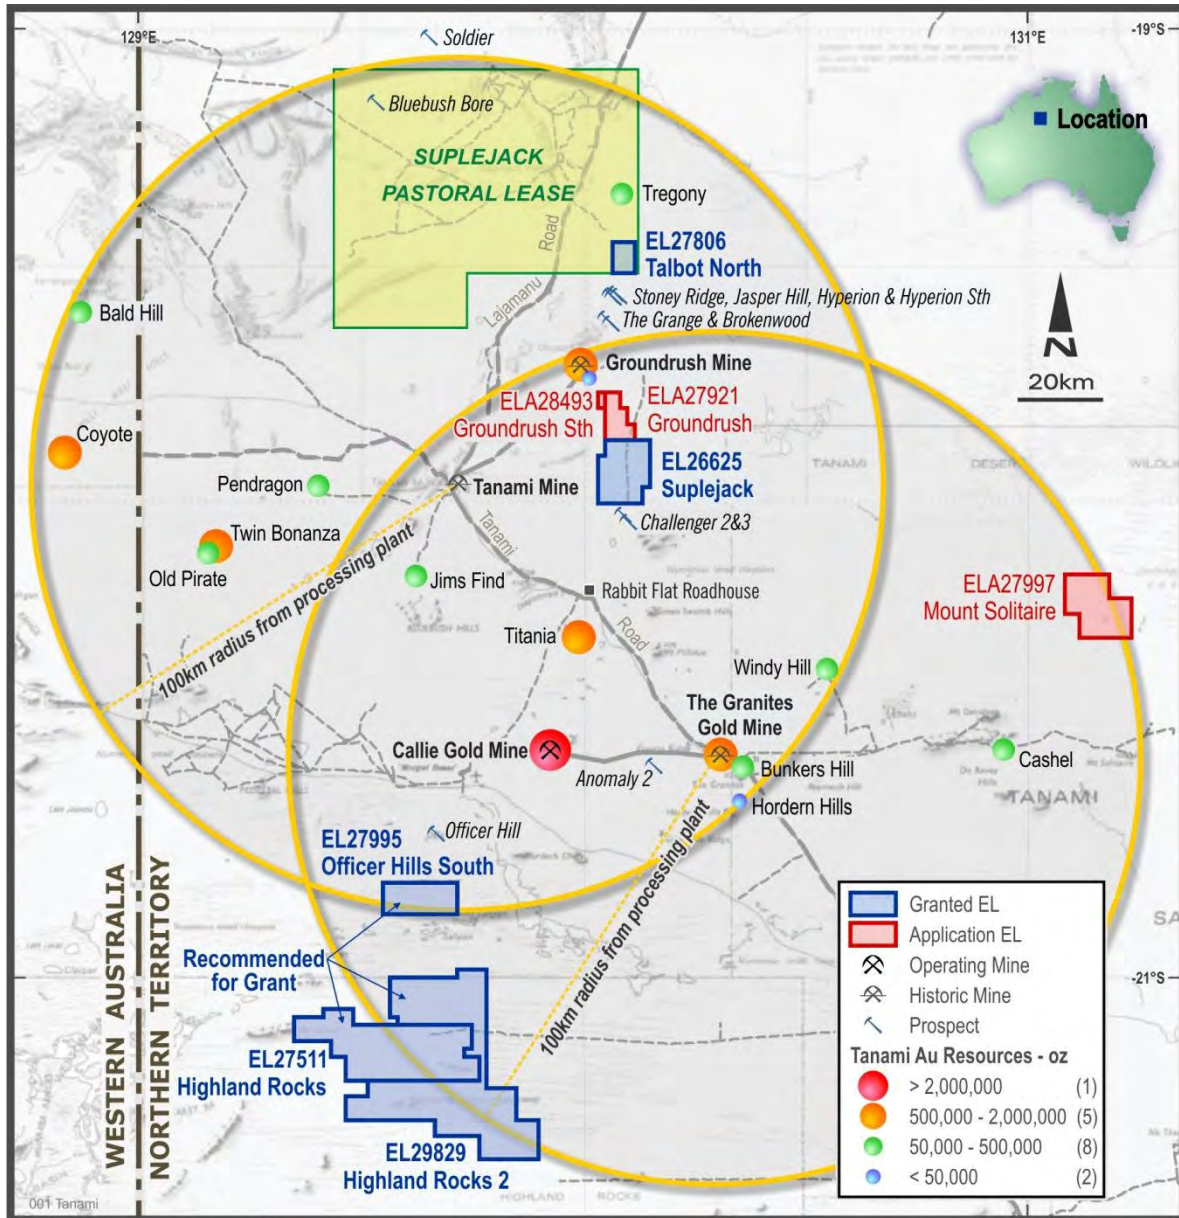 129°E
131°E
-19°S
Soldier
Bluebush Bore
SUPLEJACK
PASTORAL LEASE
Location
Tregony
Road
EL27806
Talbot North
Lajamanu
Stoney Ridge, Jasper Hill, Hyperion & Hyperion Sth
The Grange & Brokenwood
Bald Hill
N
20km
Groundrush Mine
ELA28493
Groundrush Sth
ELA27921
Groundrush
Coyote
EL26625
Suplejack
TANAMI
DESERT
Pendragon
Tanami Mine
Tanami
Challenger 2&3
Twin Bonanza
Old Pirate
Jims Find
Rabbit Flat Roadhouse
ELA27997
Mount Solitaire
100km radius from processing plant
Titania
Road
Windy Hill
The Granites
Gold Mine
Callie Gold Mine
Anomaly 2
Bunkers Hill
Cashel
TANAMI
Hordern Hills
Officer Hill
EL27995
Officer Hills South
100km radius from processing plant
WESTERN AUSTRALIA
NORTHERN TERRITORY
Recommended
for Grant
-21°S
EL27511
Highland Rocks
EL29829
Highland Rocks 2
HIGHLAND ROCKS
Granted EL
Application EL
Operating Mine
Historic Mine
Prospect
Tanami Au Resources - oz
> 2,000,000 (1)
500,000 - 2,000,000 (5)
50,000 - 500,000 (8)
< 50,000 (2)
001 Tanami